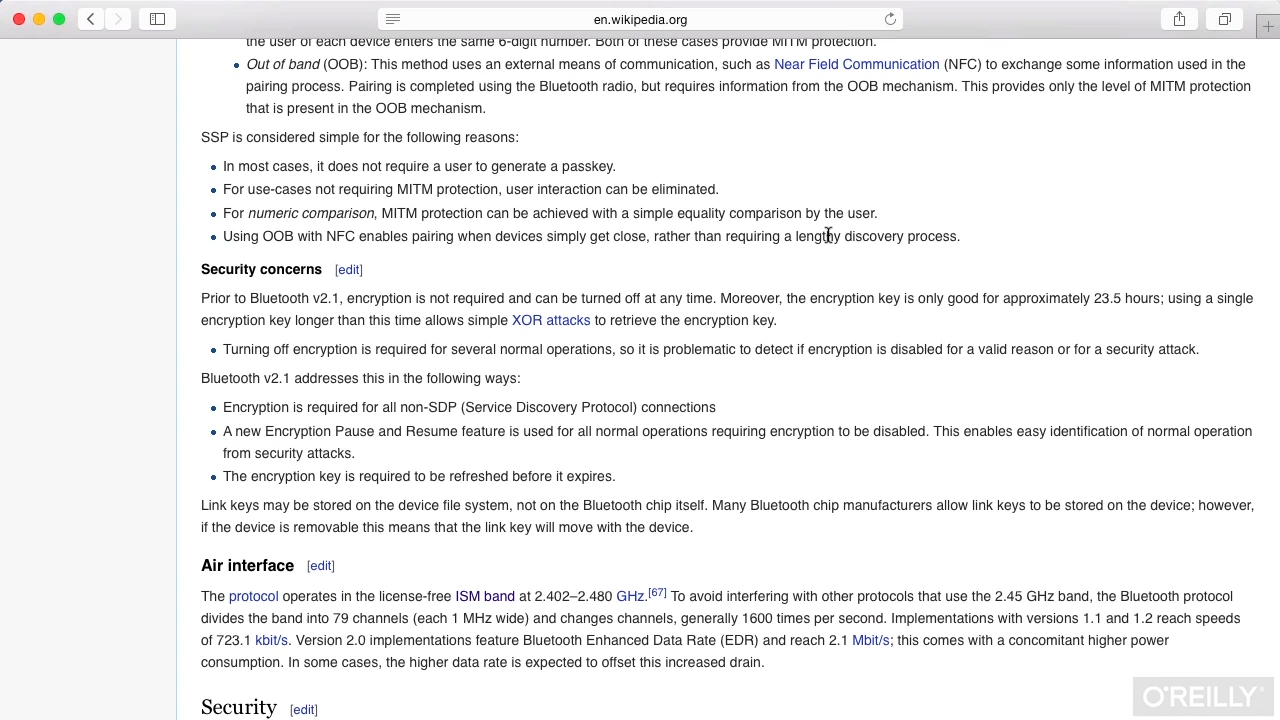 en.wikipedia.org
the user of each device enters the same 6-digit number. Both of these cases provide MITM protection.
Out of band (OOB): This method uses an external means of communication, such as Near Field Communication (NFC) to exchange some information used in the
pairing process. Pairing is completed using the Bluetooth radio, but requires information from the OOB mechanism. This provides only the level of MITM protection
that is present in the OOB mechanism.
SSP is considered simple for the following reasons:
In most cases, it does not require a user to generate a passkey.
For use-cases not requiring MITM protection, user interaction can be eliminated.
For numeric comparison, MITM protection can be achieved with a simple equality comparison by the user.
Using OOB with NFC enables pairing when devices simply get close, rather than requiring a lengthy discovery process.
Security concerns [edit]
Prior to Bluetooth v2.1, encryption is not required and can be turned off at any time. Moreover, the encryption key is only good for approximately 23.5 hours; using a single
encryption key longer than this time allows simple XOR attacks to retrieve the encryption key.
Turning off encryption is required for several normal operations, so it is problematic to detect if encryption is disabled for a valid reason or for a security attack.
Bluetooth v2.1 addresses this in the following ways:
Encryption is required for all non-SDP (Service Discovery Protocol) connections
A new Encryption Pause and Resume feature is used for all normal operations requiring encryption to be disabled. This enables easy identification of normal operation
from security attacks.
The encryption key is required to be refreshed before it expires.
Link keys may be stored on the device file system, not on the Bluetooth chip itself. Many Bluetooth chip manufacturers allow link keys to be stored on the device; however,
if the device is removable this means that the link key will move with the device.
Air interface [edit]
The protocol operates in the license-free ISM band at 2.402–2.480 GHz.[67] To avoid interfering with other protocols that use the 2.45 GHz band, the Bluetooth protocol
divides the band into 79 channels (each 1 MHz wide) and changes channels, generally 1600 times per second. Implementations with versions 1.1 and 1.2 reach speeds
of 723.1 kbit/s. Version 2.0 implementations feature Bluetooth Enhanced Data Rate (EDR) and reach 2.1 Mbit/s; this comes with a concomitant higher power
consumption. In some cases, the higher data rate is expected to offset this increased drain.
Security [edit]
O'REILLY